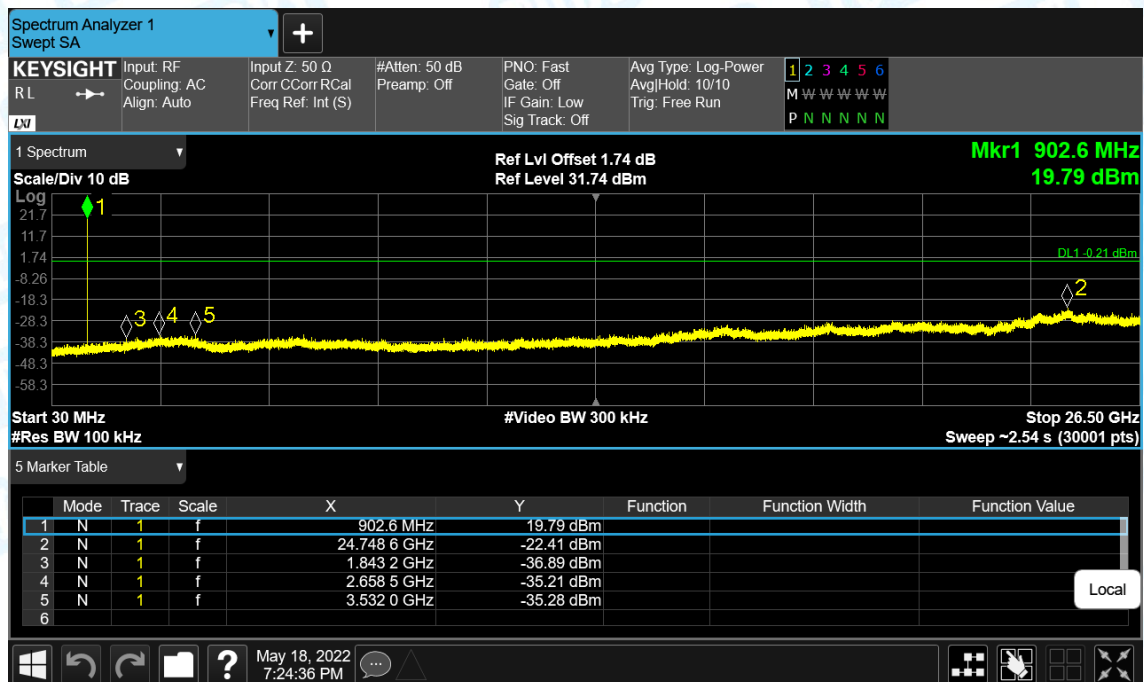 Spectrum Analyzer 1
Swept SA
KEYSIGHT
RL
LXI
Input: RF
Coupling: AC
Align: Auto
Input Z: 50 Ω
Corr CCorr RCal
Freq Ref: Int (S)
#Atten: 50 dB
Preamp: Off
PNO: Fast
Gate: Off
IF Gain: Low
Sig Track: Off
Avg Type: Log-Power
Avg|Hold: 10/10
Trig: Free Run
1 2 3 4 5 6
M W W W W W
P N N N N N
1 Spectrum
Scale/Div 10 dB
Ref Lvl Offset 1.74 dB
Ref Level 31.74 dBm
Mkr1 902.6 MHz
19.79 dBm
Log
21.7
11.7
1.74
-8.26
-18.3
-28.3
-38.3
-48.3
-58.3
1
DL1 -0.21 dBm
2
3
4
5
Start 30 MHz
#Video BW 300 kHz
Stop 26.50 GHz
#Res BW 100 kHz
Sweep ~2.54 s (30001 pts)
5 Marker Table
Mode Trace Scale X Y Function Function Width Function Value
1 N 1 f 902.6 MHz 19.79 dBm
2 N 1 f 24.748 6 GHz -22.41 dBm
3 N 1 f 1.843 2 GHz -36.89 dBm
4 N 1 f 2.658 5 GHz -35.21 dBm
5 N 1 f 3.532 0 GHz -35.28 dBm
6
Local
?
May 18, 2022
7:24:36 PM